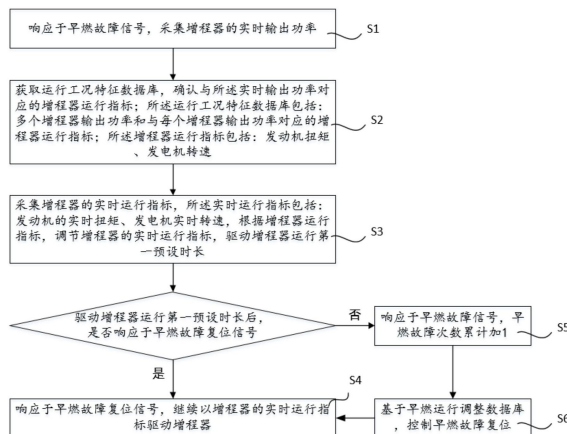 响应于早燃故障信号，采集增程器的实时输出功率
S1
获取运行工况特征数据库，确认与所述实时输出功率对
应的增程器运行指标；所述运行工况特征数据库包括：
多个增程器输出功率和与每个增程器输出功率对应的增
程器运行指标；所述增程器运行指标包括：发动机扭矩
、发电机转速
S2
采集增程器的实时运行指标，所述实时运行指标包括：
发动机的实时扭矩、发电机实时转速，根据增程器运行
指标，调节增程器的实时运行指标，驱动增程器运行第
一预设时长
S3
驱动增程器运行第一预设时长后，
是否响应于早燃故障复位信号
否
响应于早燃故障信号，早
燃故障次数累计加1
S5
是
S4
响应于早燃故障复位信号，继续以增程器的实时运行指
标驱动增程器
基于早燃运行调整数据库
，控制早燃故障复位
S6